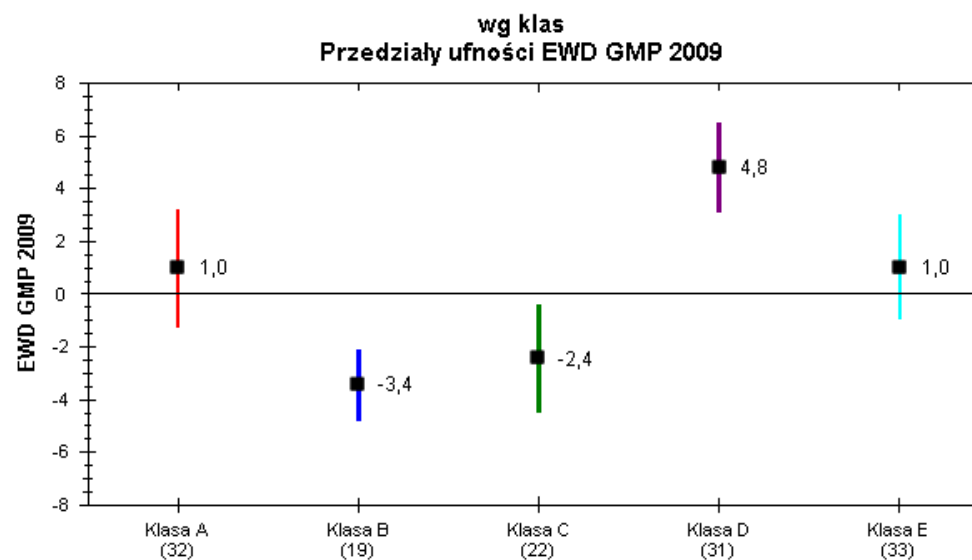 wg klas
Przedziały ufności EWD GMP 2009
EWD GMP 2009
8
6
4
2
0
-2
-4
-6
-8
1,0
-3,4
-2,4
4,8
1,0
Klasa A
(32)
Klasa B
(19)
Klasa C
(22)
Klasa D
(31)
Klasa E
(33)